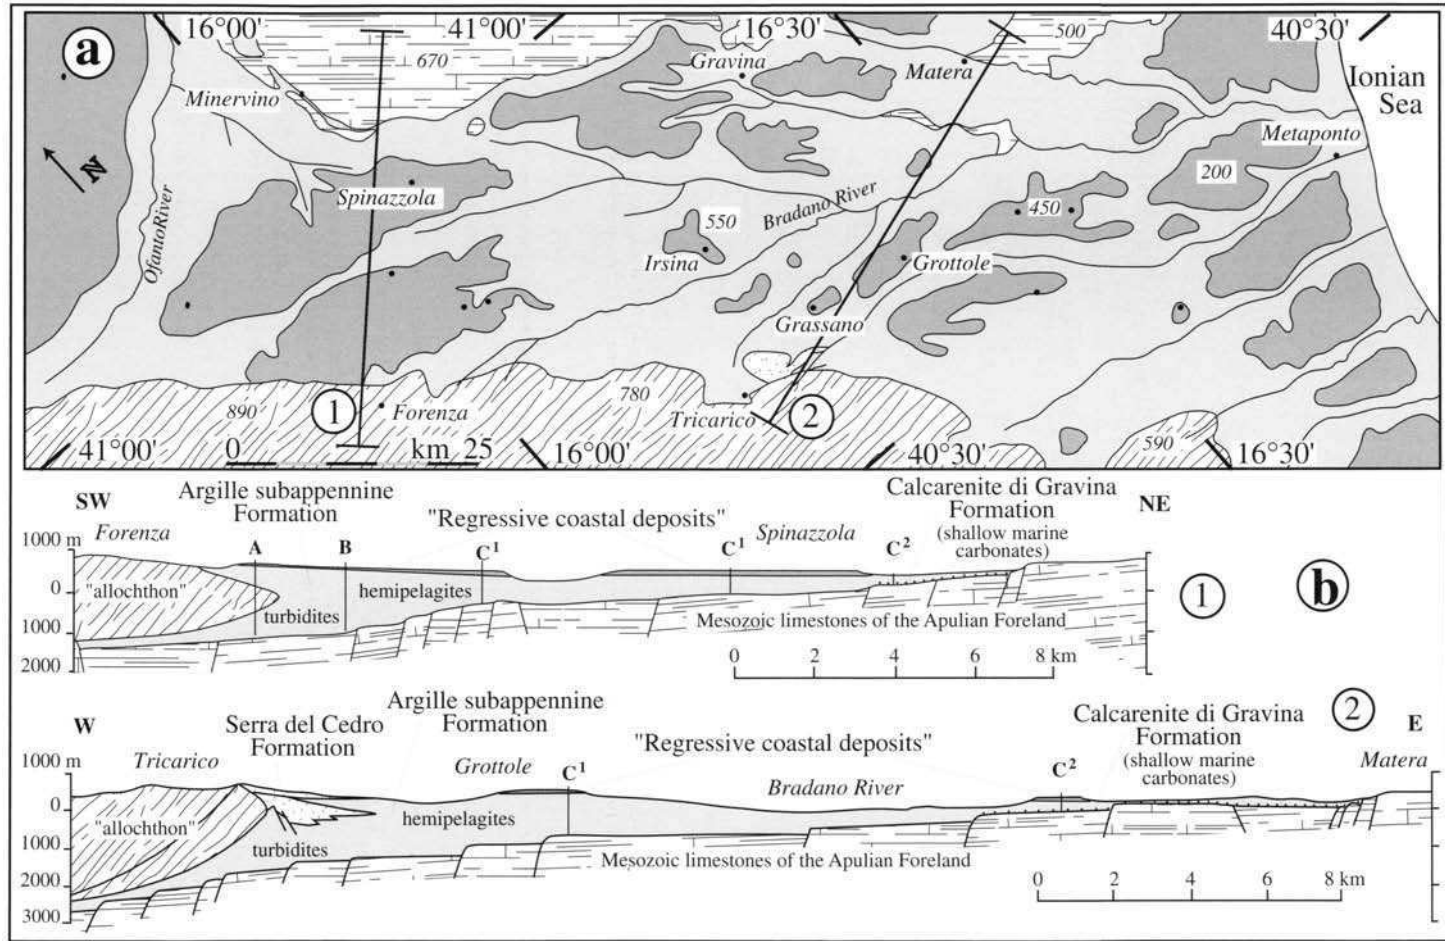 a
16°00'
41°00'
16°30'
500
40°30'
670
Gravina
Matera
Ionian
Sea
Minervino
Metaponto
N
Spinazzola
200
Ofanto River
Bradano River
550
450
Irsina
Grottole
Grassano
890
1
Forenza
780
Tricarico
2
590
41°00'
0 km 25
16°00'
40°30'
16°30'
SW
Argille subappennine
Formation
Calcarenite di Gravina
Formation
(shallow marine
carbonates)
NE
Forenza
"Regressive coastal deposits"
Spinazzola
1000 m
0
1000
2000
A
B
C1
C1
C2
"allochthon"
turbidites
hemipelagites
Mesozoic limestones of the Apulian Foreland
0 2 4 6 8 km
1
b
W
Serra del Cedro
Formation
Argille subappennine
Formation
Calcarenite di Gravina
Formation
(shallow marine
carbonates)
2
E
"Regressive coastal deposits"
Tricarico
Grottole
Bradano River
Matera
1000 m
0
1000
2000
3000
C1
C2
"allochthon"
hemipelagites
turbidites
Mesozoic limestones of the Apulian Foreland
0 2 4 6 8 km